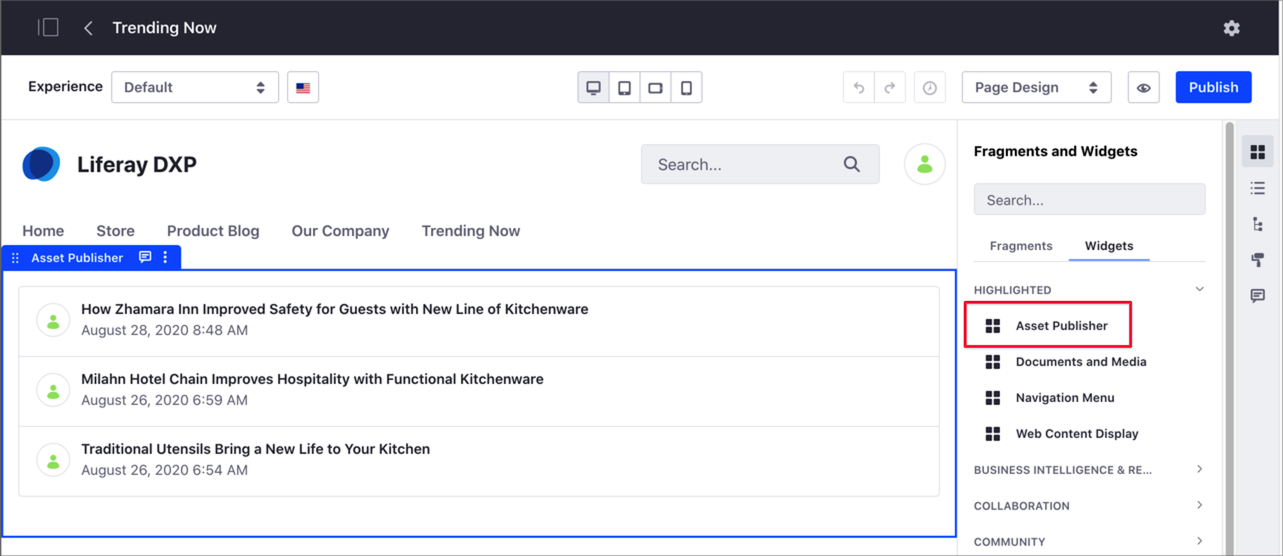 Trending Now
Experience Default Page Design Publish
Liferay DXP
Search...
Home Store Product Blog Our Company Trending Now
Asset Publisher
How Zhamara Inn Improved Safety for Guests with New Line of Kitchenware
August 28, 2020 8:48 AM
Milahn Hotel Chain Improves Hospitality with Functional Kitchenware
August 26, 2020 6:59 AM
Traditional Utensils Bring a New Life to Your Kitchen
August 26, 2020 6:54 AM
Fragments and Widgets
Search...
Fragments Widgets
HIGHLIGHTED
Asset Publisher
Documents and Media
Navigation Menu
Web Content Display
BUSINESS INTELLIGENCE & RE...
COLLABORATION
COMMUNITY